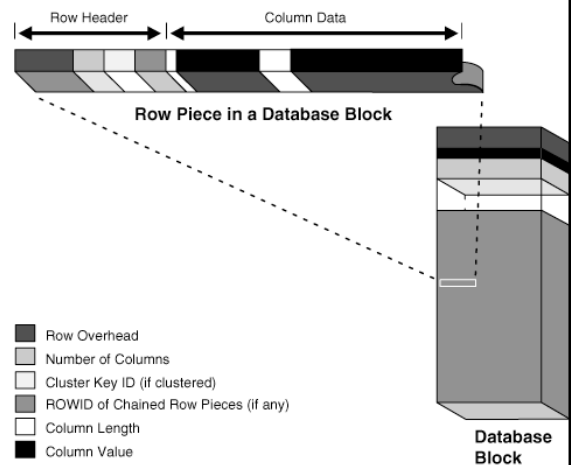 Row Header
Column Data
Row Piece in a Database Block
Row Overhead
Number of Columns
Cluster Key ID (if clustered)
ROWID of Chained Row Pieces (if any)
Column Length
Column Value
Database
Block